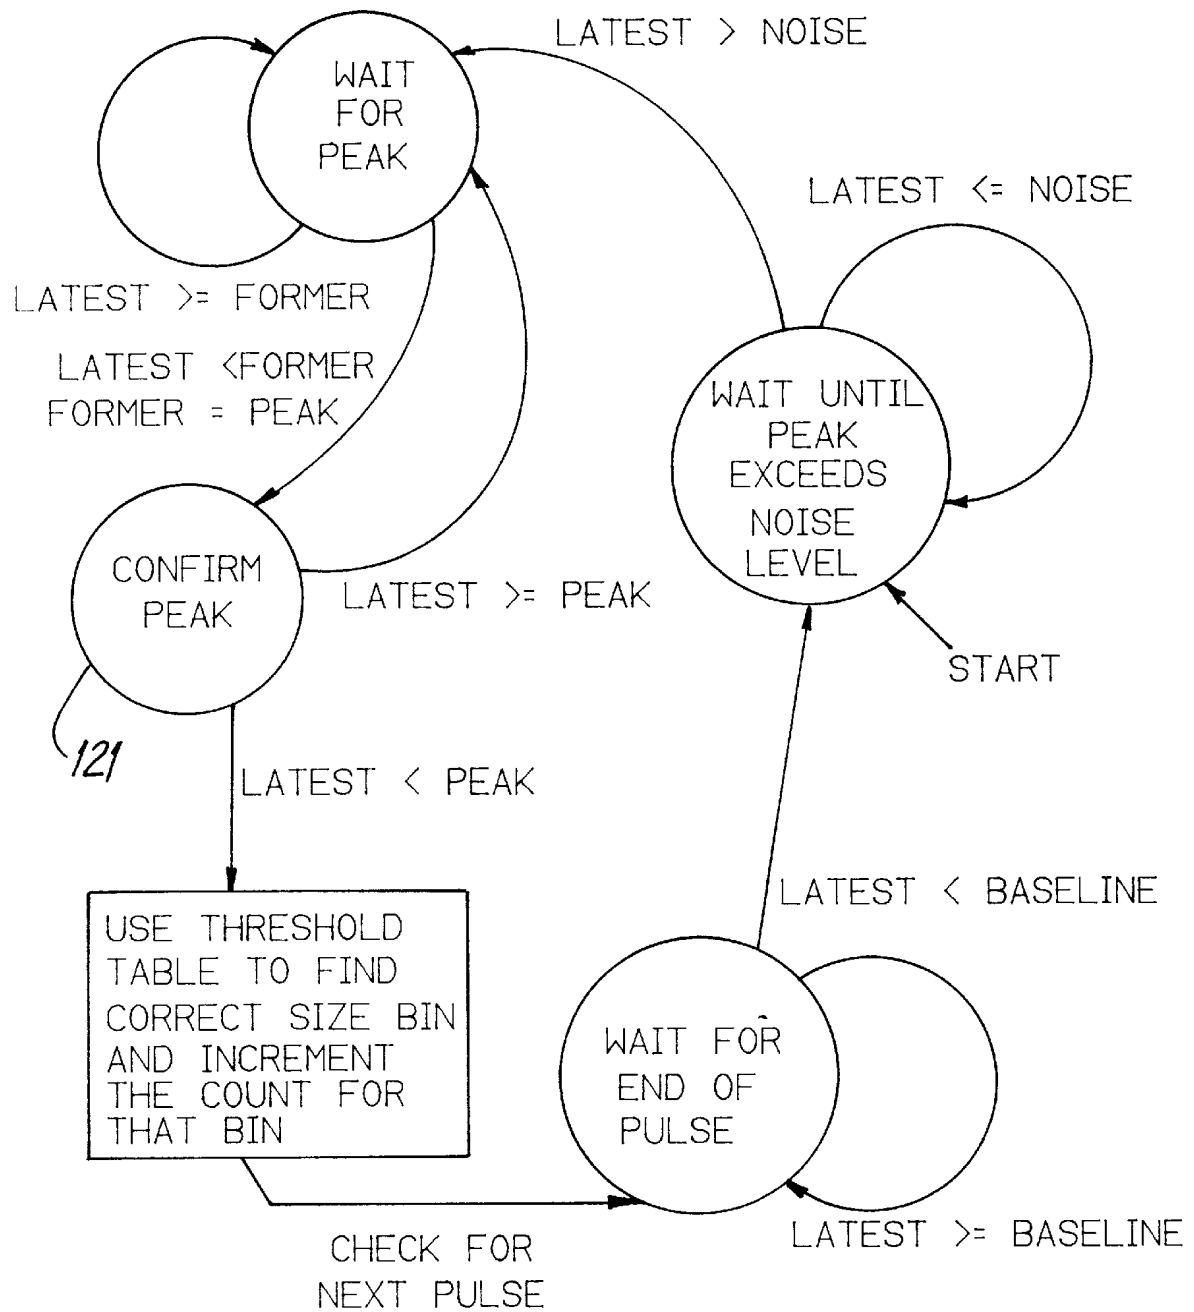 LATEST > NOISE
WAIT
FOR
PEAK
LATEST <= NOISE
LATEST >= FORMER
LATEST <FORMER
FORMER = PEAK
WAIT UNTIL
PEAK
EXCEEDS
NOISE
LEVEL
CONFIRM
PEAK
LATEST >= PEAK
START
121
LATEST < PEAK
LATEST < BASELINE
USE THRESHOLD
TABLE TO FIND
CORRECT SIZE BIN
AND INCREMENT
THE COUNT FOR
THAT BIN
WAIT FOR
END OF
PULSE
LATEST >= BASELINE
CHECK FOR
NEXT PULSE